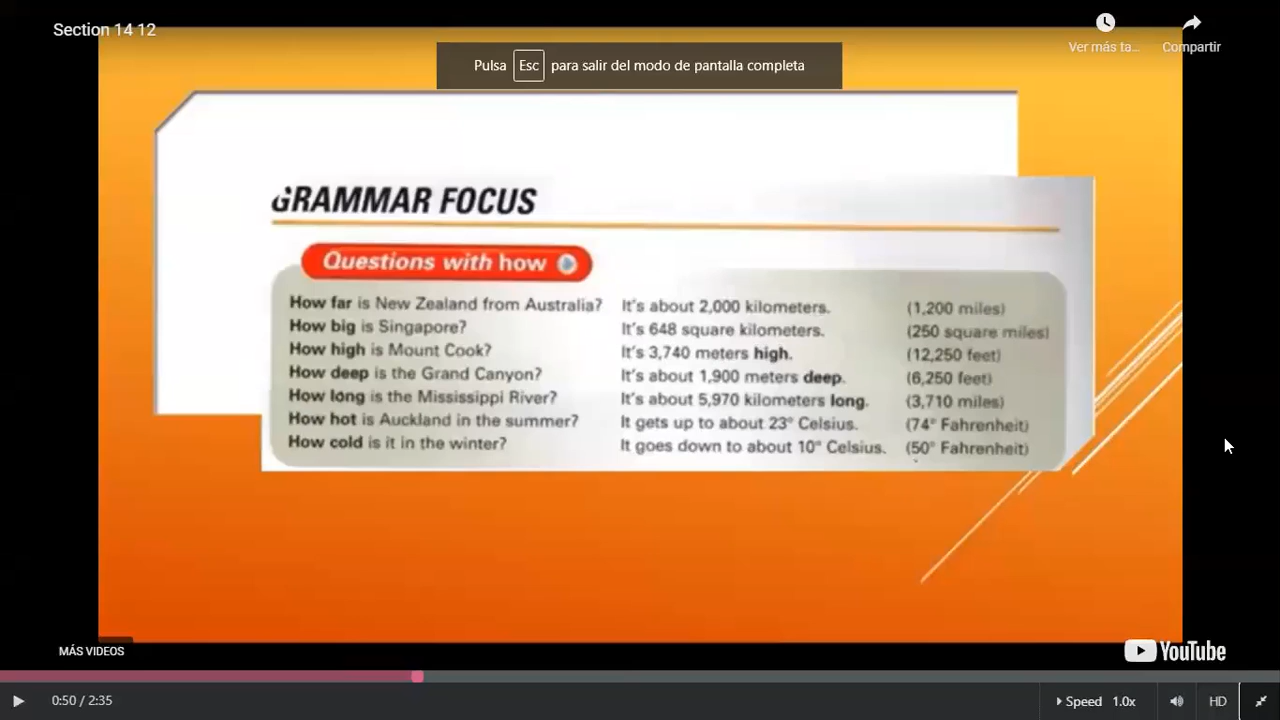 Section 14 12
Ver más ta...
Compartir
Pulsa Esc para salir del modo de pantalla completa
GRAMMAR FOCUS
Questions with how
How far is New Zealand from Australia? It's about 2,000 kilometers. (1,200 miles)
How big is Singapore? It's 648 square kilometers. (250 square miles)
How high is Mount Cook? It's 3,740 meters high. (12,250 feet)
How deep is the Grand Canyon? It's about 1,900 meters deep. (6,250 feet)
How long is the Mississippi River? It's about 5,970 kilometers long. (3,710 miles)
How hot is Auckland in the summer? It gets up to about 23° Celsius. (74° Fahrenheit)
How cold is it in the winter? It goes down to about 10° Celsius. (50° Fahrenheit)
MÁS VIDEOS
YouTube
0:50 / 2:35
Speed 1.0x
HD